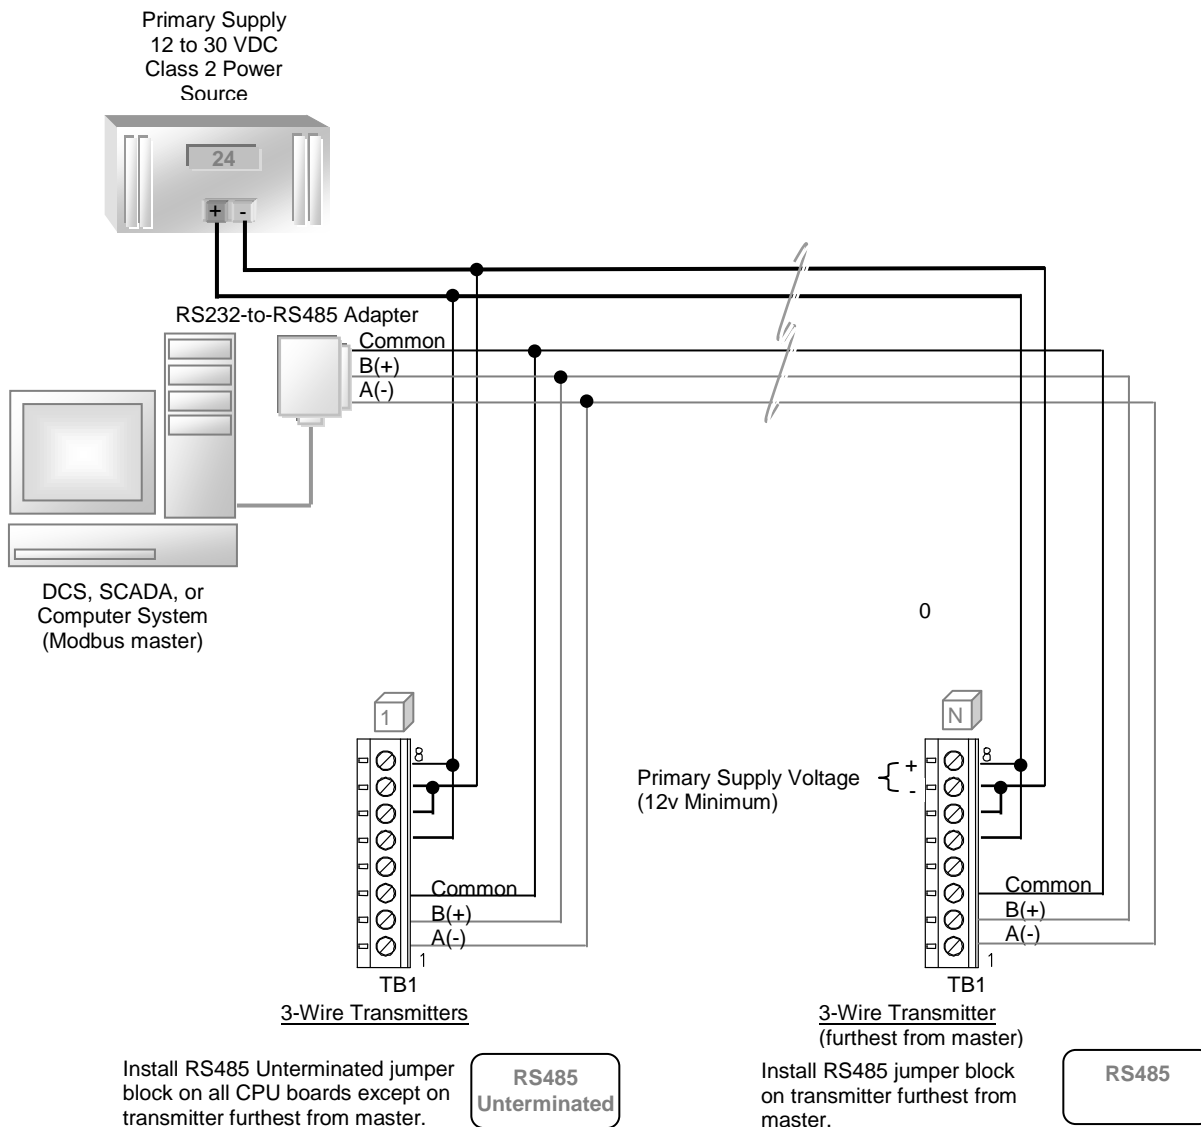 Primary Supply
12 to 30 VDC
Class 2 Power
Source
24
+ -
RS232-to-RS485 Adapter
Common
B(+)
A(-)
DCS, SCADA, or
Computer System
(Modbus master)
0
1
8
Common
B(+)
A(-)
1
TB1
3-Wire Transmitters
Install RS485 Unterminated jumper
block on all CPU boards except on
transmitter furthest from master.
RS485
Unterminated
N
8
Primary Supply Voltage
(12v Minimum)
+
-
Common
B(+)
A(-)
1
TB1
3-Wire Transmitter
(furthest from master)
Install RS485 jumper block
on transmitter furthest from
master.
RS485